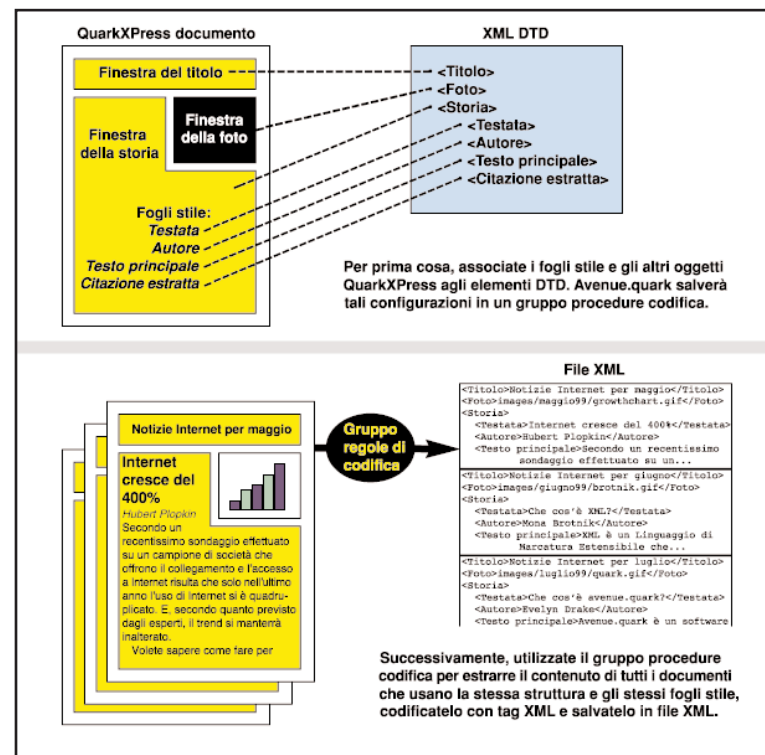 QuarkXPress documento
XML DTD
Finestra del titolo
Finestra
della storia
Finestra
della foto
Fogli stile:
Testata
Autore
Testo principale
Citazione estratta
<Titolo>
<Foto>
<Storia>
<Testata>
<Autore>
<Testo principale>
<Citazione estratta>
Per prima cosa, associate i fogli stile e gli altri oggetti
QuarkXPress agli elementi DTD. Avenue.quark salverà
tali configurazioni in un gruppo procedure codifica.
Notizie Internet per maggio
Internet
cresce del
400%
Hubert Plopkin
Secondo un
recentissimo sondaggio effettuato
su un campione di società che
offrono il collegamento e l'accesso
a Internet risulta che solo nell'ultimo
anno l'uso di Internet si è quadru-
plicato. E, secondo quanto previsto
dagli esperti, il trend si manterrà
inalterato.
Volete sapere come fare per
Gruppo
regole di
codifica
File XML
<Titolo>Notizie Internet per maggio</Titolo>
<Foto>images/maggio99/growthchart.gif</Foto>
<Storia>
<Testata>Internet cresce del 400%</Testata>
<Autore>Hubert Plopkin</Autore>
<Testo principale>Secondo un recentissimo
sondaggio effettuato su un...
<Titolo>Notizie Internet per giugno</Titolo>
<Foto>images/giugno99/brotnik.gif</Foto>
<Storia>
<Testata>Che cos'è XML?</Testata>
<Autore>Mona Brotnik</Autore>
<Testo principale>XML è un Linguaggio di
Marcatura Estensibile che...
<Titolo>Notizie Internet per luglio</Titolo>
<Foto>images/luglio99/quark.gif</Foto>
<Storia>
<Testata>Che cos'è avenue.quark?</Testata>
<Autore>Evelyn Drake</Autore>
<Testo principale>Avenue.quark è un software
Successivamente, utilizzate il gruppo procedure
codifica per estrarre il contenuto di tutti i documenti
che usano la stessa struttura e gli stessi fogli stile,
codificatelo con tag XML e salvatelo in file XML.